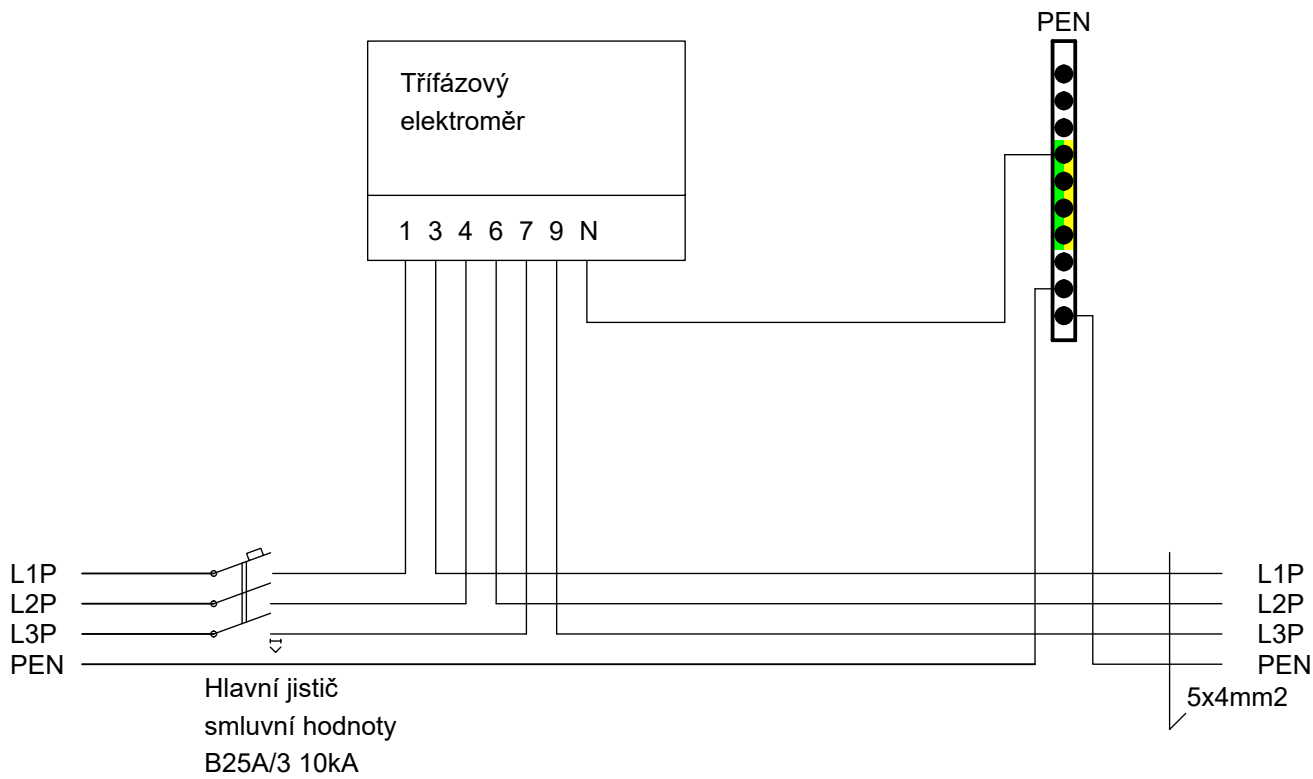 PEN
Třífázový
elektroměr
1 3 4 6 7 9 N
L1P
L2P
L3P
PEN
L1P
L2P
L3P
PEN
5x4mm2
Hlavní jistič
smluvní hodnoty
B25A/3 10kA